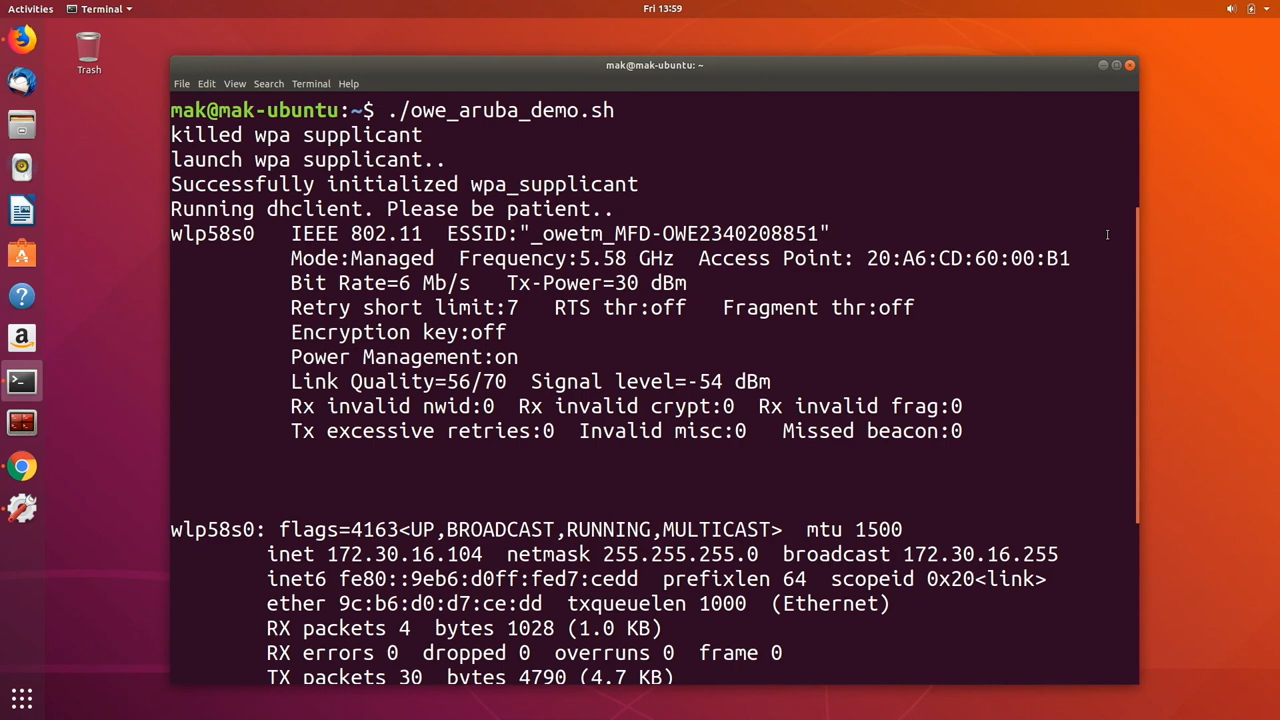 Activities Terminal Fri 13:59
Trash
mak@mak-ubuntu: ~
File Edit View Search Terminal Help
mak@mak-ubuntu:~$ ./owe_aruba_demo.sh
killed wpa supplicant
launch wpa supplicant..
Successfully initialized wpa_supplicant
Running dhclient. Please be patient..
wlp58s0 IEEE 802.11 ESSID:"_owetm_MFD-OWE2340208851"
Mode:Managed Frequency:5.58 GHz Access Point: 20:A6:CD:60:00:B1
Bit Rate=6 Mb/s Tx-Power=30 dBm
Retry short limit:7 RTS thr:off Fragment thr:off
Encryption key:off
Power Management:on
Link Quality=56/70 Signal level=-54 dBm
Rx invalid nwid:0 Rx invalid crypt:0 Rx invalid frag:0
Tx excessive retries:0 Invalid misc:0 Missed beacon:0
wlp58s0: flags=4163<UP,BROADCAST,RUNNING,MULTICAST> mtu 1500
inet 172.30.16.104 netmask 255.255.255.0 broadcast 172.30.16.255
inet6 fe80::9eb6:d0ff:fed7:cedd prefixlen 64 scopeid 0x20<link>
ether 9c:b6:d0:d7:ce:dd txqueuelen 1000 (Ethernet)
RX packets 4 bytes 1028 (1.0 KB)
RX errors 0 dropped 0 overruns 0 frame 0
TX packets 30 bytes 4790 (4.7 KB)